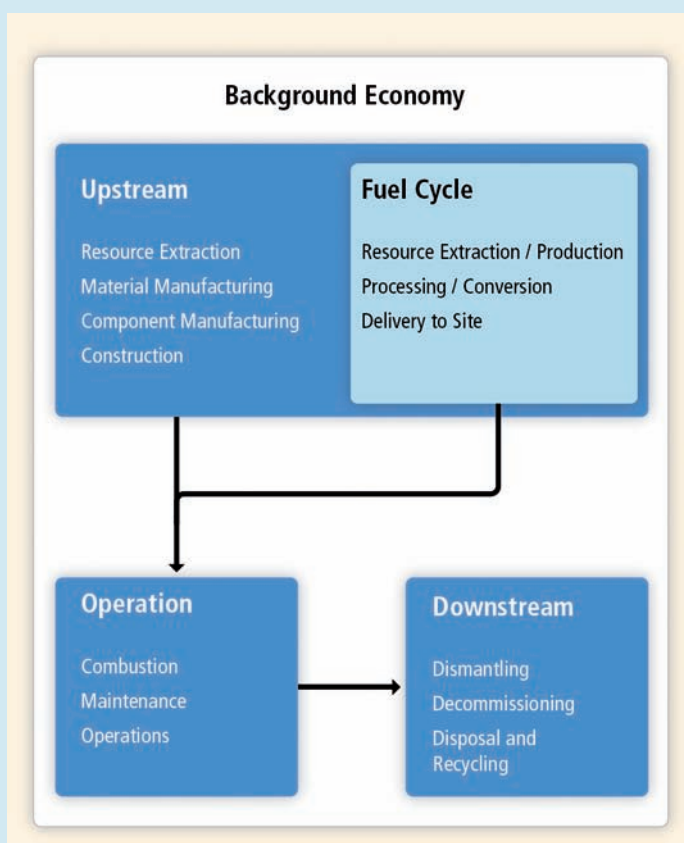 Background Economy
Upstream
Resource Extraction
Material Manufacturing
Component Manufacturing
Construction
Fuel Cycle
Resource Extraction / Production
Processing / Conversion
Delivery to Site
Operation
Combustion
Maintenance
Operations
Downstream
Dismantling
Decommissioning
Disposal and
Recycling